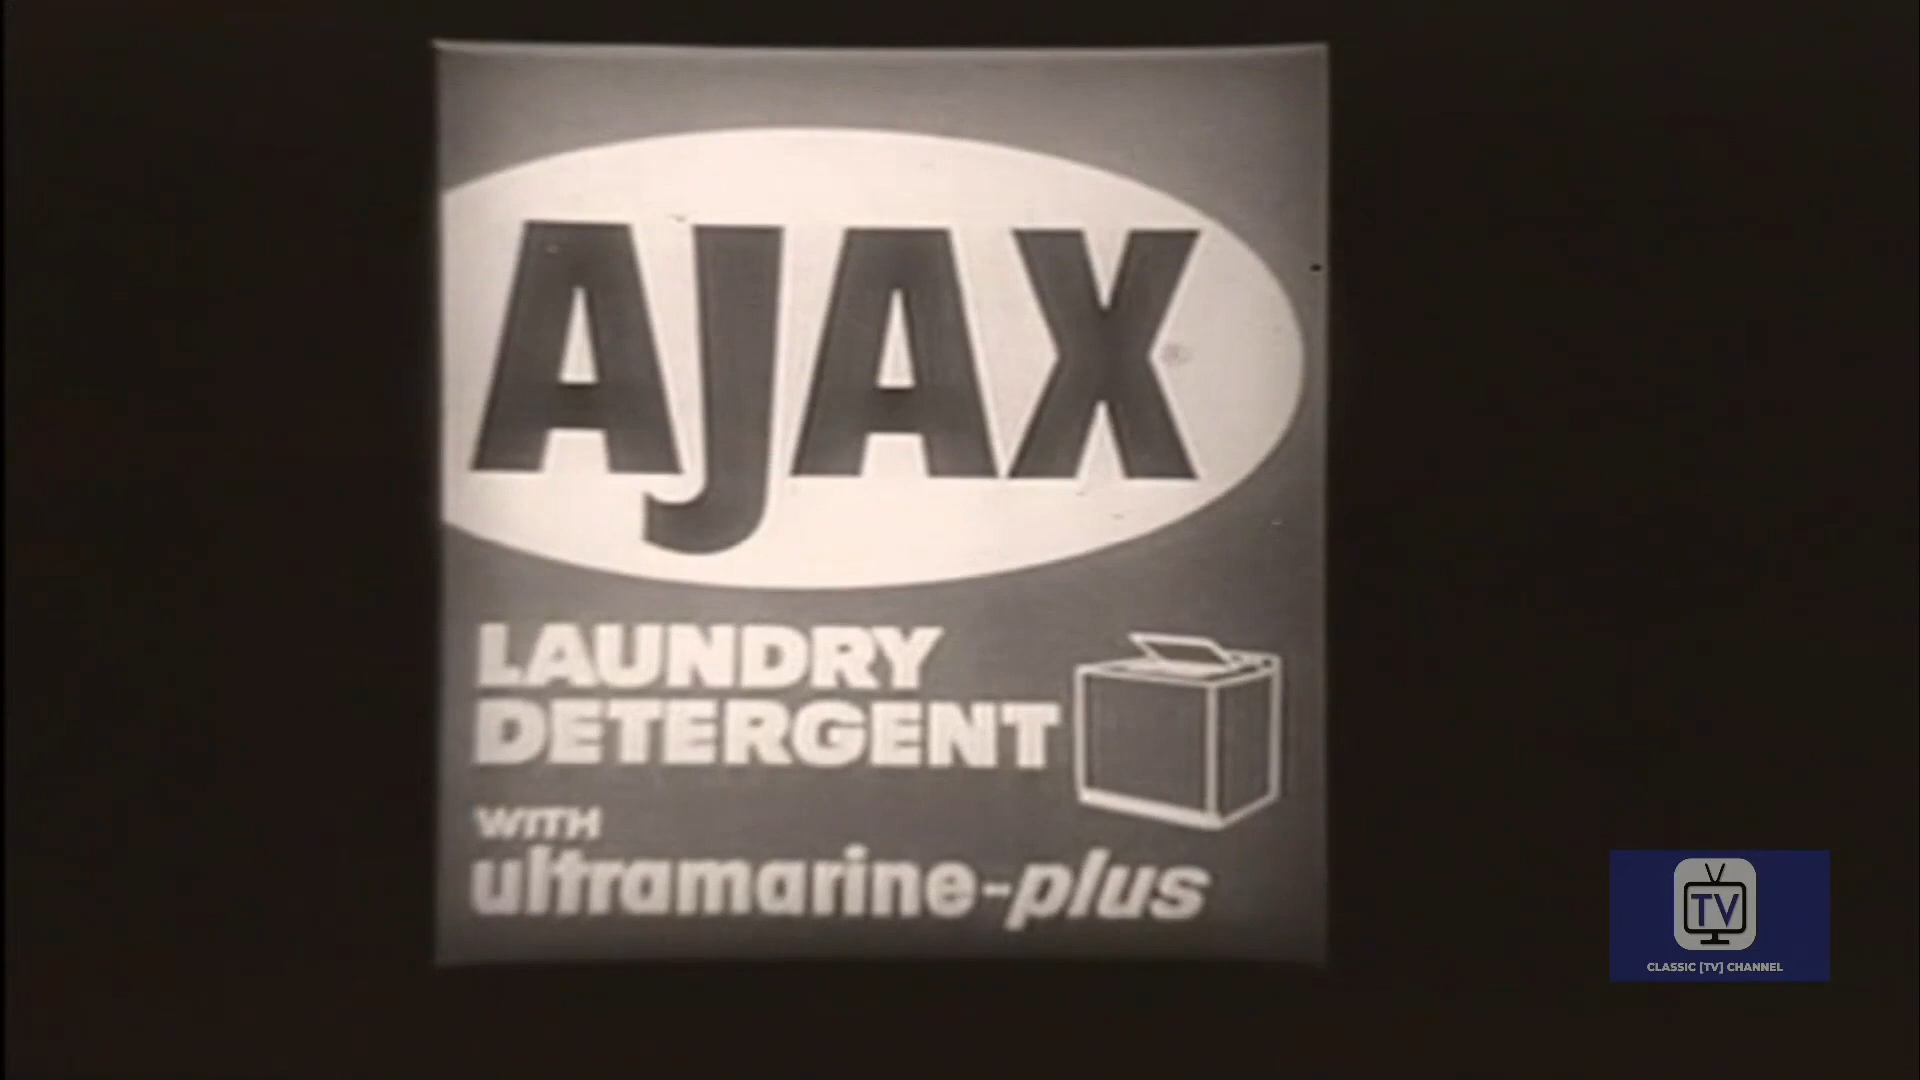 AJAX
LAUNDRY
DETERGENT
WITH
ultramarine-plus
TV
CLASSIC [TV] CHANNEL